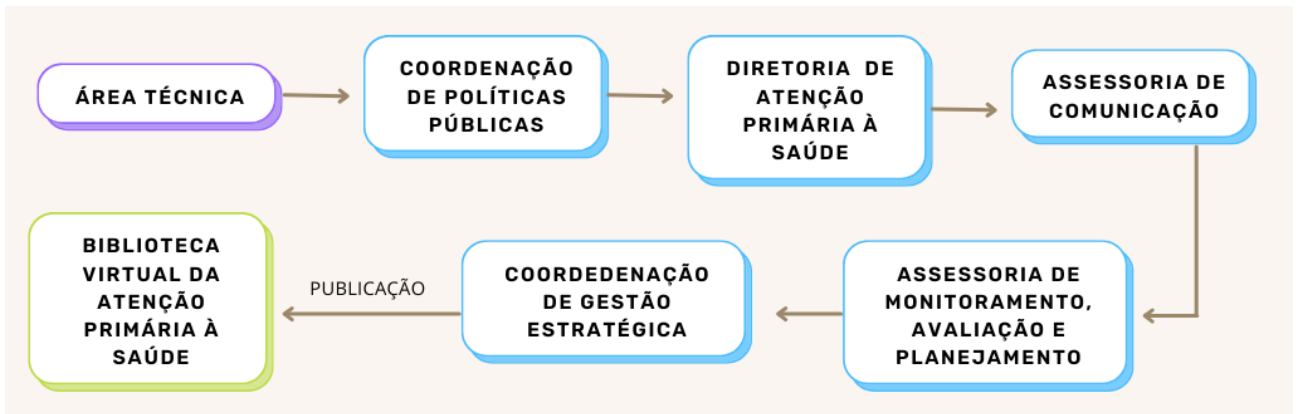 ÁREA TÉCNICA
COORDENAÇÃO
DE POLÍTICAS
PÚBLICAS
DIRETORIA DE
ATENÇÃO
PRIMÁRIA À
SAÚDE
ASSESSORIA DE
COMUNICAÇÃO
ASSESSORIA DE
MONITORAMENTO,
AVALIAÇÃO E
PLANEJAMENTO
COORDEDENAÇÃO
DE GESTÃO
ESTRATÉGICA
PUBLICAÇÃO
BIBLIOTECA
VIRTUAL DA
ATENÇÃO
PRIMÁRIA À
SAÚDE